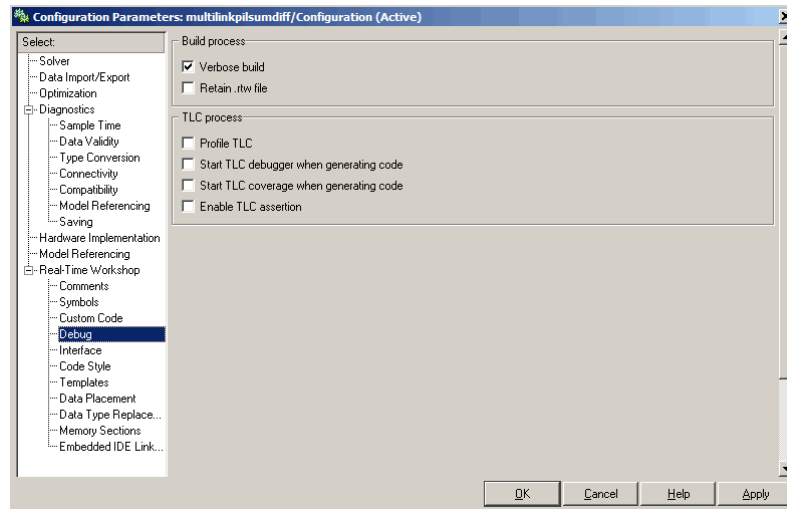 Configuration Parameters: multilinkpilsumdiff/Configuration (Active)
Select:
Solver
Data Import/Export
Optimization
Diagnostics
Sample Time
Data Validity
Type Conversion
Connectivity
Compatibility
Model Referencing
Saving
Hardware Implementation
Model Referencing
Real-Time Workshop
Comments
Symbols
Custom Code
Debug
Interface
Code Style
Templates
Data Placement
Data Type Replace...
Memory Sections
Embedded IDE Link...
Build process
Verbose build
Retain .rtw file
TLC process
Profile TLC
Start TLC debugger when generating code
Start TLC coverage when generating code
Enable TLC assertion
OK Cancel Help Apply